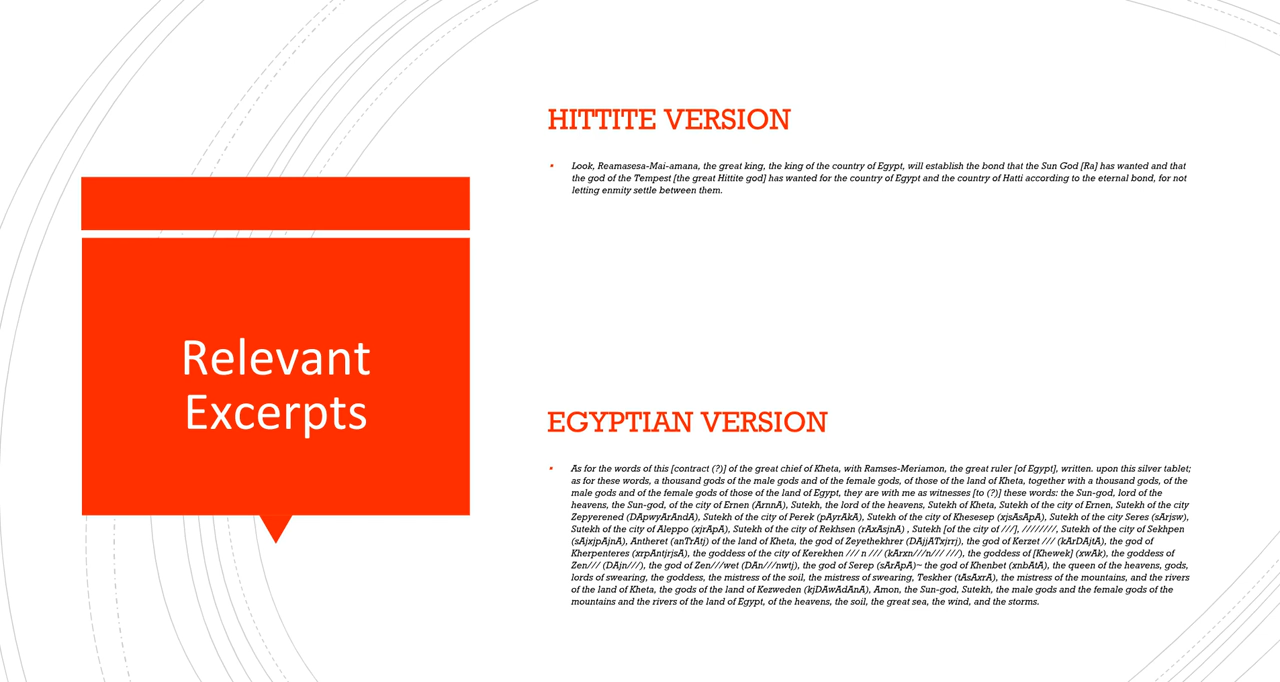 Relevant
Excerpts
HITTITE VERSION
• Look, Reamasesa-Mai-amana, the great king, the king of the country of Egypt, will establish the bond that the Sun God [Ra] has wanted and that
the god of the Tempest [the great Hittite god] has wanted for the country of Egypt and the country of Hatti according to the eternal bond, for not
letting enmity settle between them.
EGYPTIAN VERSION
• As for the words of this [contract (?)] of the great chief of Kheta, with Ramses-Meriamon, the great ruler [of Egypt], written. upon this silver tablet;
as for these words, a thousand gods of the male gods and of the female gods, of those of the land of Kheta, together with a thousand gods, of the
male gods and of the female gods of those of the land of Egypt, they are with me as witnesses [to (?)] these words: the Sun-god, lord of the
heavens, the Sun-god, of the city of Ernen (ArnnA), Sutekh, the lord of the heavens, Sutekh of Kheta, Sutekh of the city of Ernen, Sutekh of the city
Zepyerened (DApwyArAndA), Sutekh of the city of Perek (pAyrAkA), Sutekh of the city of Khesesep (xjsAsApA), Sutekh of the city Seres (sArjsw),
Sutekh of the city of Aleppo (xjrApA), Sutekh of the city of Rekhsen (rAxAsjnA) , Sutekh [of the city of ///], ////////, Sutekh of the city of Sekhpen
(sAjxjpAjnA), Antheret (anTrAtj) of the land of Kheta, the god of Zeyethekhrer (DAjjATxjrrj), the god of Kerzet /// (kArDAjtA), the god of
Kherpenteres (xrpAntjrjsA), the goddess of the city of Kerekhen /// n /// (kArxn///n/// ///), the goddess of [Khewek] (xwAk), the goddess of
Zen/// (DAjn///), the god of Zen///wet (DAn///nwtj), the god of Serep (sArApA)~ the god of Khenbet (xnbAtA), the queen of the heavens, gods,
lords of swearing, the goddess, the mistress of the soil, the mistress of swearing, Teskher (tAsAxrA), the mistress of the mountains, and the rivers
of the land of Kheta, the gods of the land of Kezweden (kjDAwAdAnA), Amon, the Sun-god, Sutekh, the male gods and the female gods of the
mountains and the rivers of the land of Egypt, of the heavens, the soil, the great sea, the wind, and the storms.